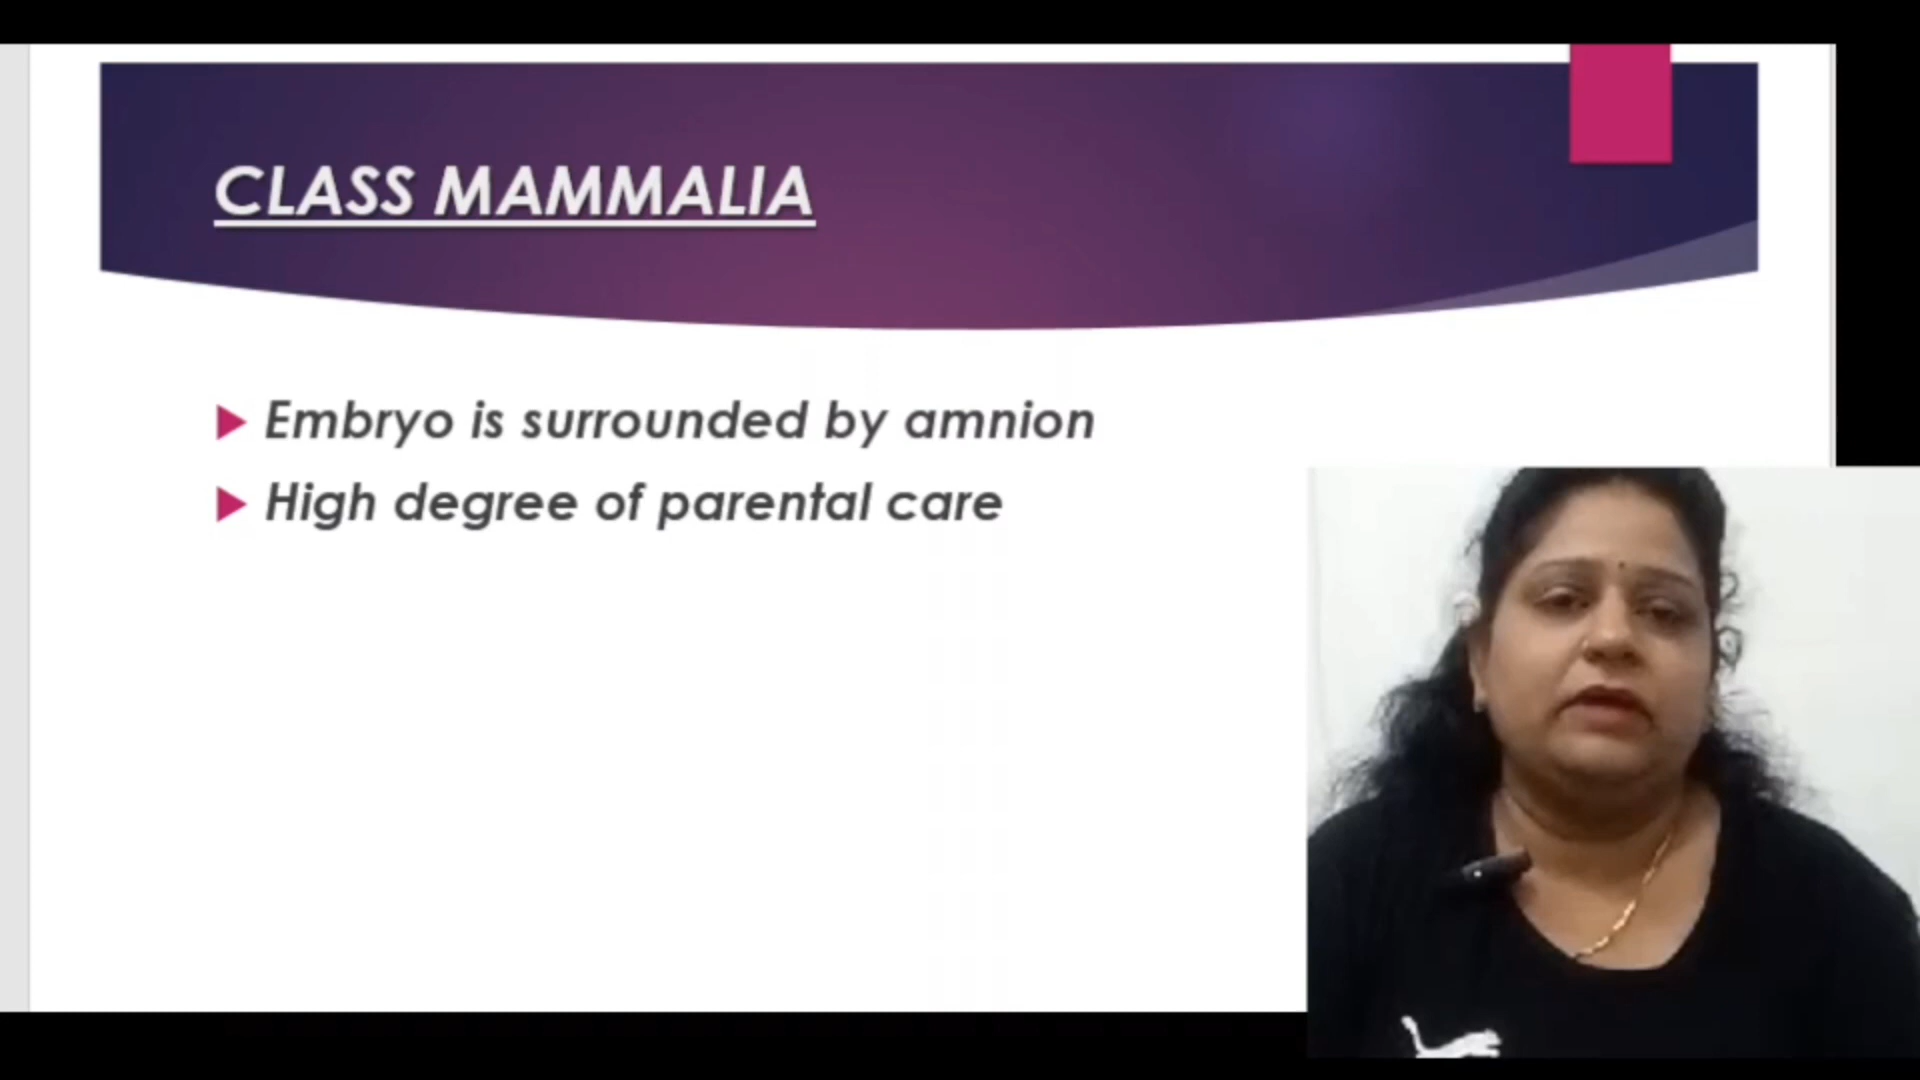 CLASS MAMMALIA
Embryo is surrounded by amnion
High degree of parental care